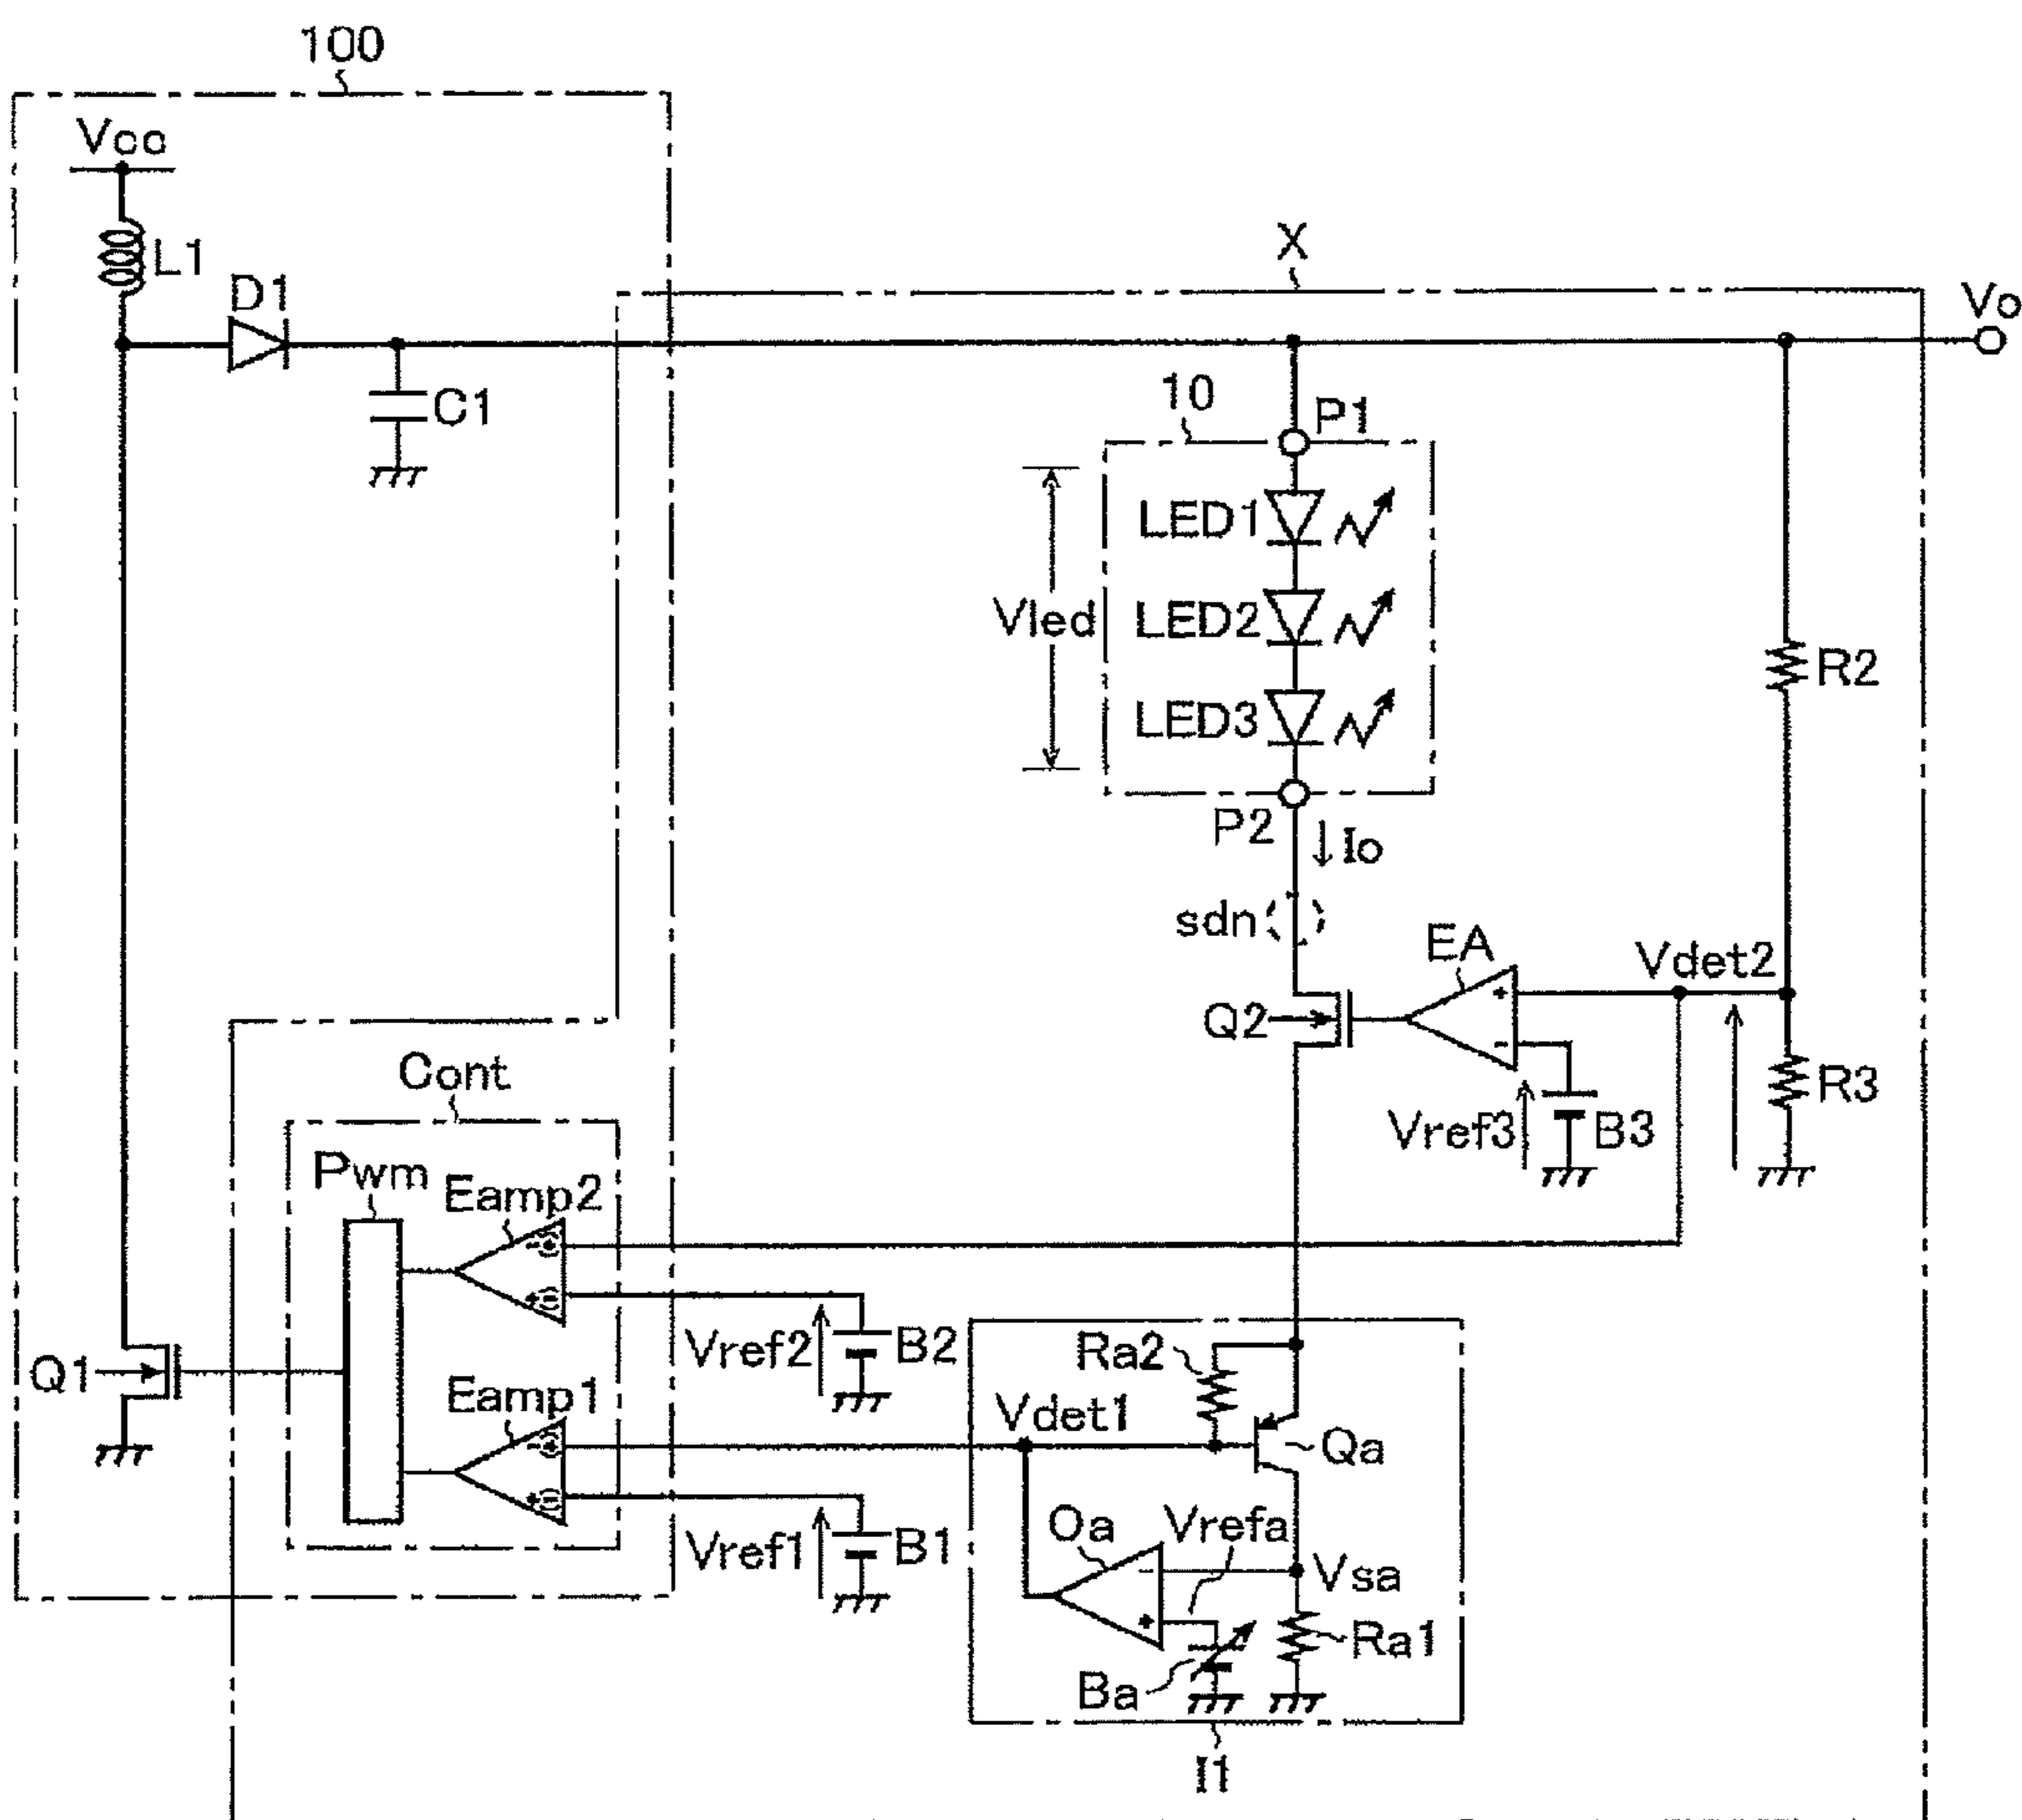 100
Vcc
L1
D1
C1
X
Vo
10
P1
LED1
Vled
LED2
LED3
R2
P2
Io
sdn
EA
Vdet2
Q2
Vref3
B3
R3
Cont
Pwm
Eamp2
Vref2
B2
Q1
Eamp1
Ra2
Vdet1
Qa
Vref1
B1
Oa
Vrefa
Vsa
Ra1
Ba
I1